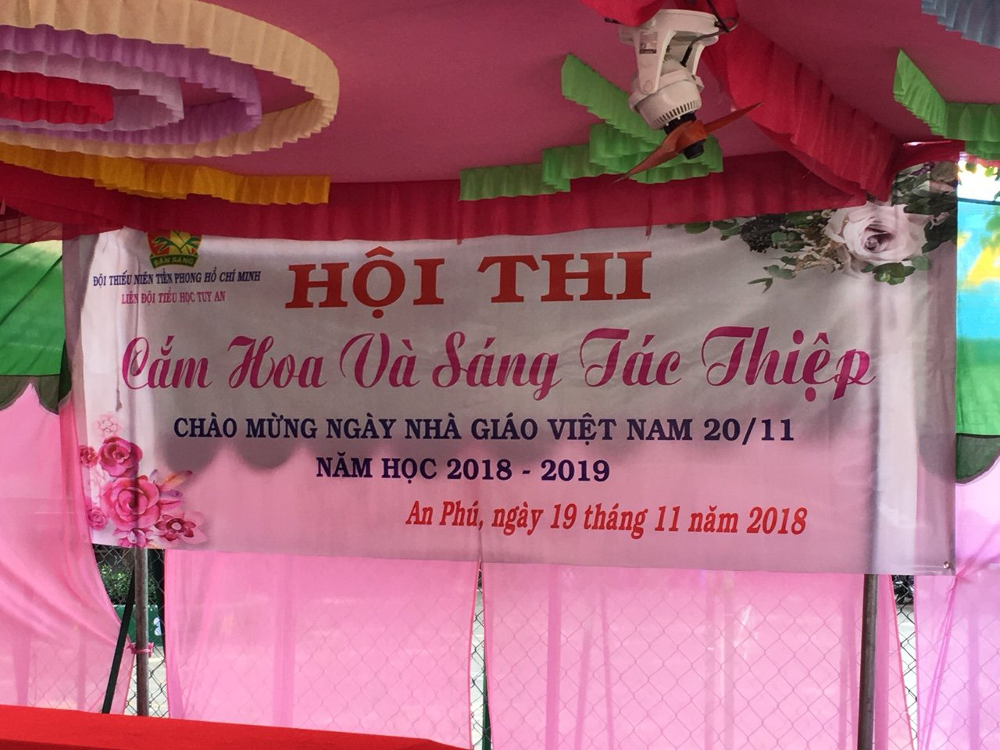 SẴN SÀNG
ĐỘI THIẾU NIÊN TIỀN PHONG HỒ CHÍ MINH
LIÊN ĐỘI TIỂU HỌC TUY AN
HỘI THI
Cắm Hoa Và Sáng Tác Thiệp
CHÀO MỪNG NGÀY NHÀ GIÁO VIỆT NAM 20/11
NĂM HỌC 2018 - 2019
An Phú, ngày 19 tháng 11 năm 2018